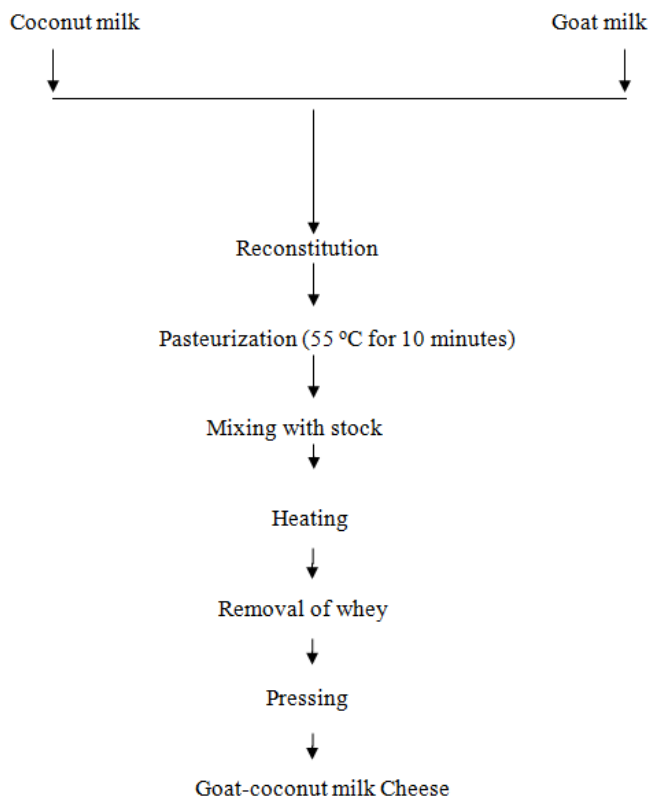 Coconut milk
Goat milk
Reconstitution
Pasteurization (55 ºC for 10 minutes)
Mixing with stock
Heating
Removal of whey
Pressing
Goat-coconut milk Cheese